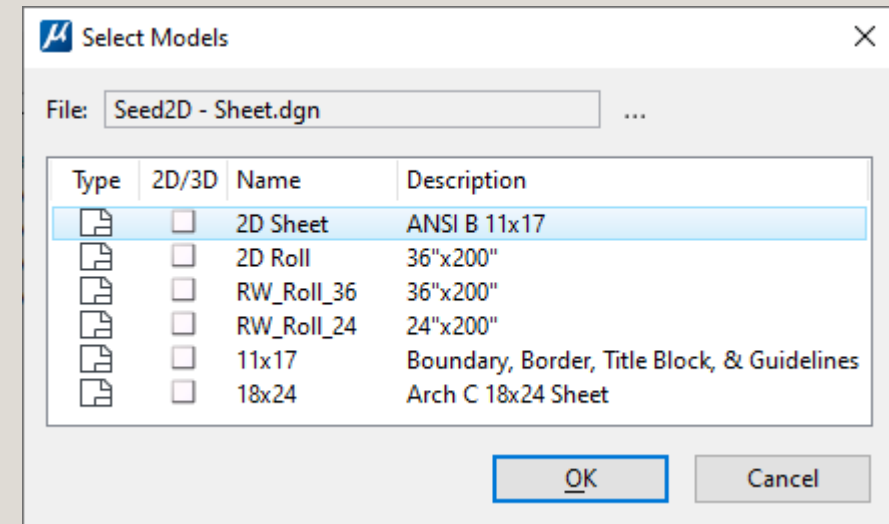 Select Models
File: Seed2D - Sheet.dgn ...
Type 2D/3D Name Description
2D Sheet ANSI B 11x17
2D Roll 36"x200"
RW_Roll_36 36"x200"
RW_Roll_24 24"x200"
11x17 Boundary, Border, Title Block, & Guidelines
18x24 Arch C 18x24 Sheet
OK Cancel